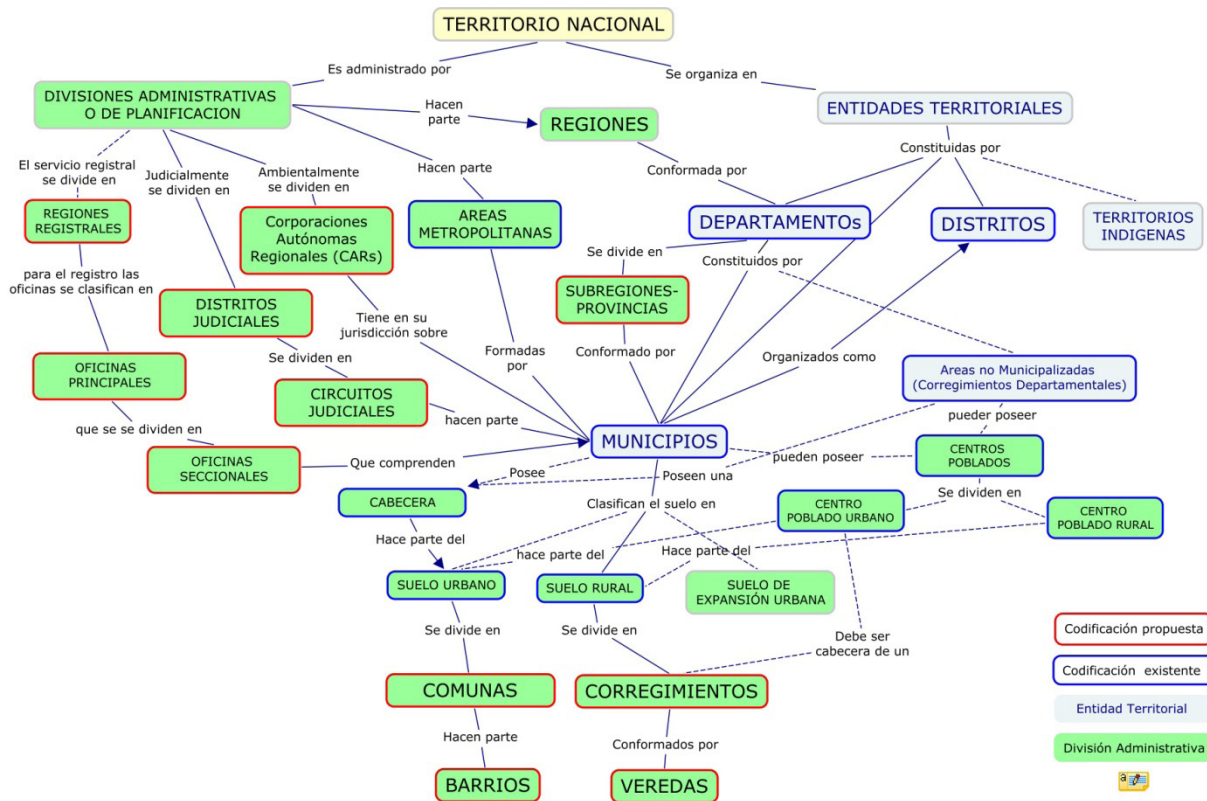 TERRITORIO NACIONAL
Es administrado por
Se organiza en
DIVISIONES ADMINISTRATIVAS
O DE PLANIFICACION
Hacen
parte
REGIONES
ENTIDADES TERRITORIALES
El servicio registral
se divide en
Judicialmente
se dividen en
Ambientalmente
se dividen en
Hacen parte
Conformada por
Constituidas por
REGIONES
REGISTRALES
Corporaciones
Autónomas
Regionales (CARs)
AREAS
METROPOLITANAS
DEPARTAMENTOs
DISTRITOS
TERRITORIOS
INDIGENAS
Se divide en
Constituidos por
para el registro las
oficinas se clasifican en
DISTRITOS
JUDICIALES
Tiene en su
jurisdicción sobre
SUBREGIONES-
PROVINCIAS
OFICINAS
PRINCIPALES
Se dividen en
Formadas
por
Conformado por
Organizados como
Areas no Municipalizadas
(Corregimientos Departamentales)
CIRCUITOS
JUDICIALES
hacen parte
pueder poseer
que se se dividen en
MUNICIPIOS
pueden poseer
CENTROS
POBLADOS
OFICINAS
SECCIONALES
Que comprenden
Posee
Poseen una
Se dividen en
CABECERA
Clasifican el suelo en
CENTRO
POBLADO URBANO
CENTRO
POBLADO RURAL
Hace parte del
hace parte del
Hace parte del
SUELO URBANO
SUELO RURAL
SUELO DE
EXPANSIÓN URBANA
Se divide en
Se divide en
Debe ser
cabecera de un
Codificación propuesta
Codificación existente
COMUNAS
CORREGIMIENTOS
Entidad Territorial
Hacen parte
Conformados por
División Administrativa
BARRIOS
VEREDAS